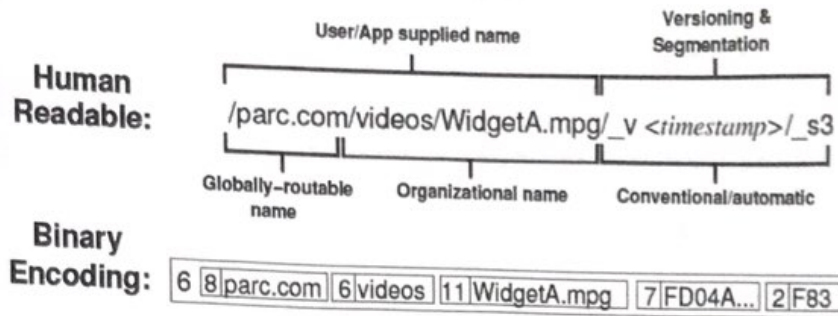 User/App supplied name
Versioning &
Segmentation
Human
Readable:
/parc.com/videos/WidgetA.mpg/_v <timestamp>/_s3
Globally-routable
name
Organizational name
Conventional/automatic
Binary
Encoding:
6 8 parc.com 6 videos 11 WidgetA.mpg 7 FD04A... 2 F83